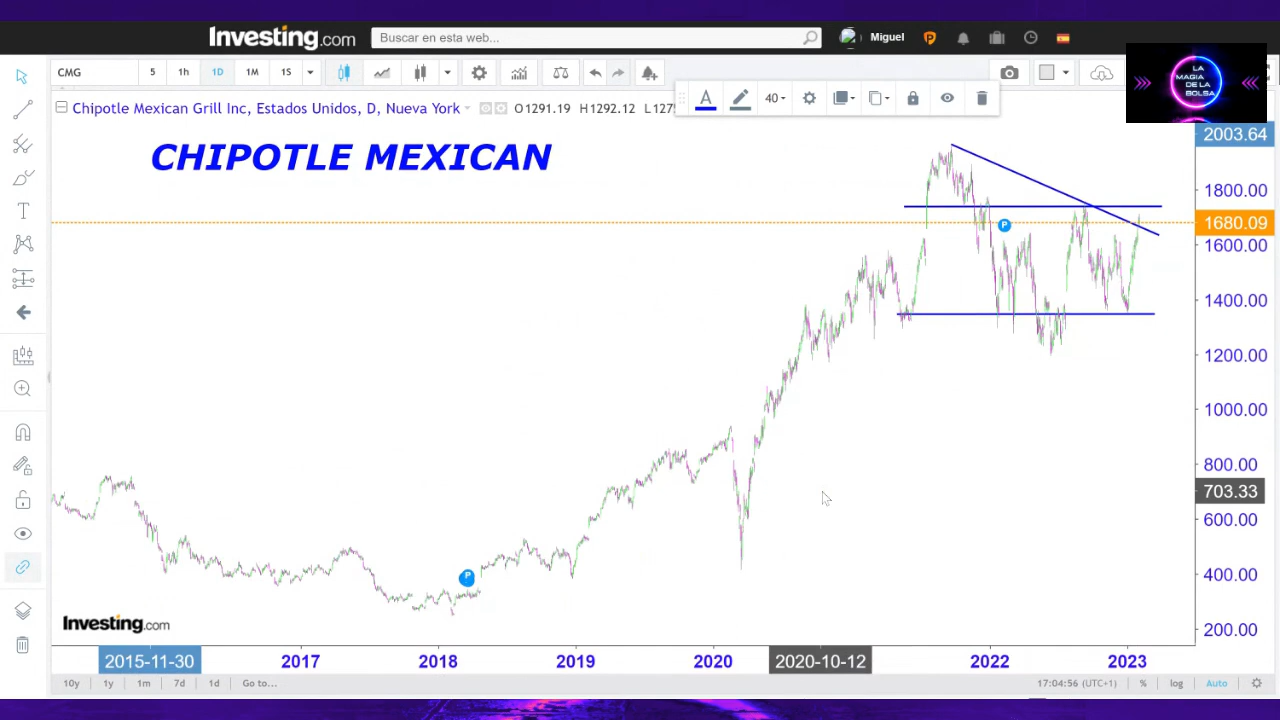 Investing.com
Buscar en esta web...
Miguel
CMG
5
1h
1D
1M
1S
40
LA
MAGIA
DE LA
BOLSA
Chipotle Mexican Grill Inc, Estados Unidos, D, Nueva York
O1291.19 H1292.12
CHIPOTLE MEXICAN
2003.64
1800.00
1680.09
1600.00
1400.00
1200.00
1000.00
800.00
703.33
600.00
400.00
200.00
P
P
Investing.com
2015-11-30
2017
2018
2019
2020
2020-10-12
2022
2023
10y
1y
1m
7d
1d
Go to...
17:04:56 (UTC+1)
%
log
Auto